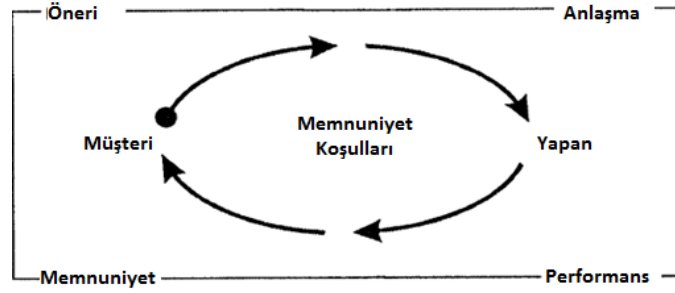 Öneri
Anlaşma
Müşteri
Memnuniyet
Koşulları
Yapan
Memnuniyet
Performans